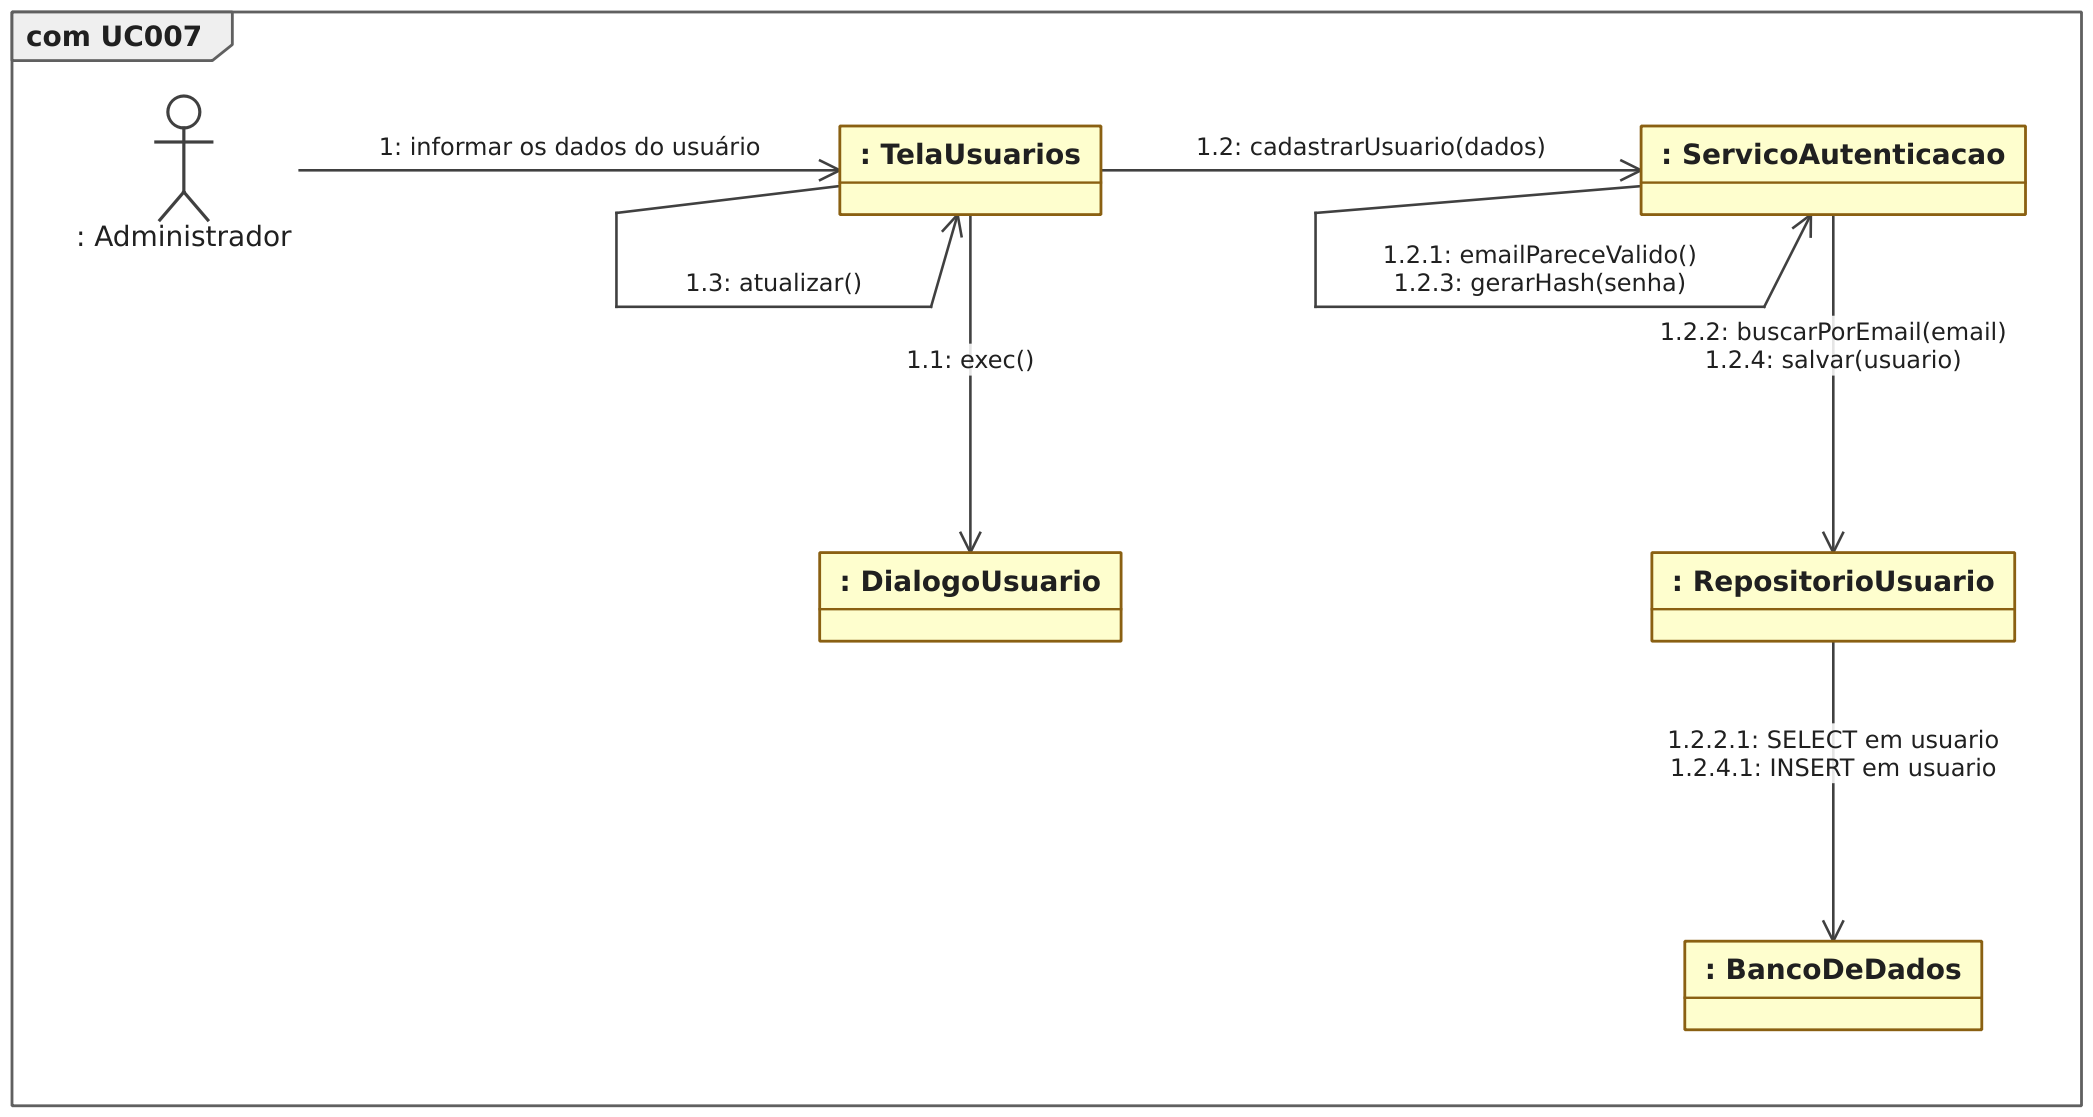 com UC007
: Administrador
1: informar os dados do usuário
: TelaUsuarios
1.2: cadastrarUsuario(dados)
: ServicoAutenticacao
1.3: atualizar()
1.2.1: emailPareceValido()
1.2.3: gerarHash(senha)
1.1: exec()
1.2.2: buscarPorEmail(email)
1.2.4: salvar(usuario)
: DialogoUsuario
: RepositorioUsuario
1.2.2.1: SELECT em usuario
1.2.4.1: INSERT em usuario
: BancoDeDados